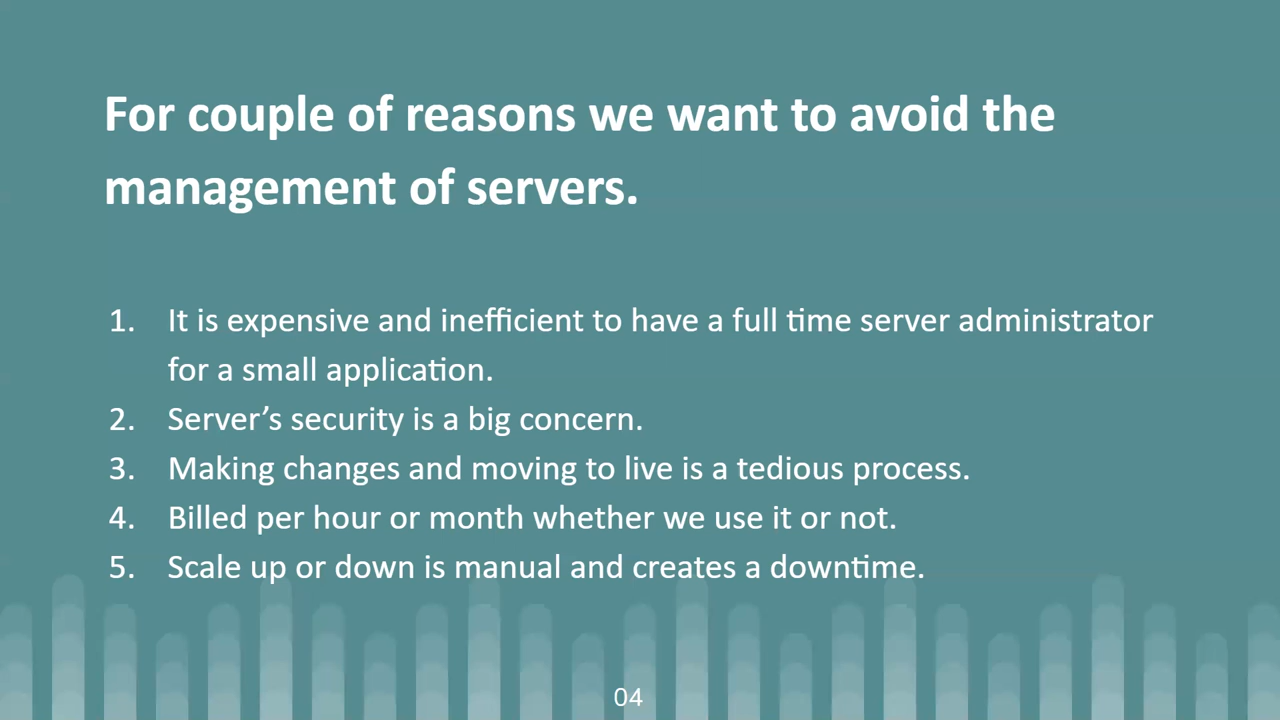 For couple of reasons we want to avoid the
management of servers.
1. It is expensive and inefficient to have a full time server administrator
for a small application.
2. Server’s security is a big concern.
3. Making changes and moving to live is a tedious process.
4. Billed per hour or month whether we use it or not.
5. Scale up or down is manual and creates a downtime.
04